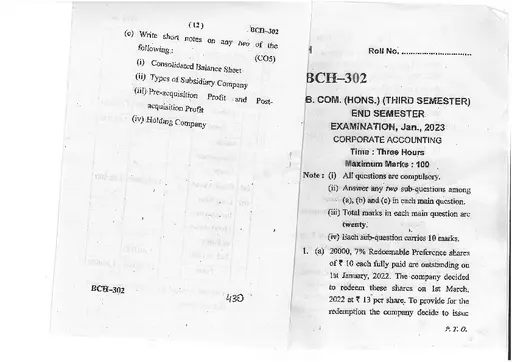 (12)
BCH–302
(c) Write short notes on any two of the
following :
(CO5)
(i) Consolidated Balance Sheet
(ii) Types of Subsidiary Company
(iii) Pre-acquisition Profit and Post-
acquisition Profit
(iv) Holding Company
BCH–302
430
H
Roll No. ..............................
BCH–302
B. COM. (HONS.) (THIRD SEMESTER)
END SEMESTER
EXAMINATION, Jan., 2023
CORPORATE ACCOUNTING
Time : Three Hours
Maximum Marks : 100
Note : (i) All questions are compulsory.
(ii) Answer any two sub-questions among
(a), (b) and (c) in each main question.
(iii) Total marks in each main question are
twenty.
(iv) Each sub-question carries 10 marks.
1. (a) 20000, 7% Redeemable Preference shares
of ₹ 10 each fully paid are outstanding on
1st January, 2022. The company decided
to redeem these shares on 1st March,
2022 at ₹ 13 per share. To provide for the
redemption the company decide to issue
P. T. O.